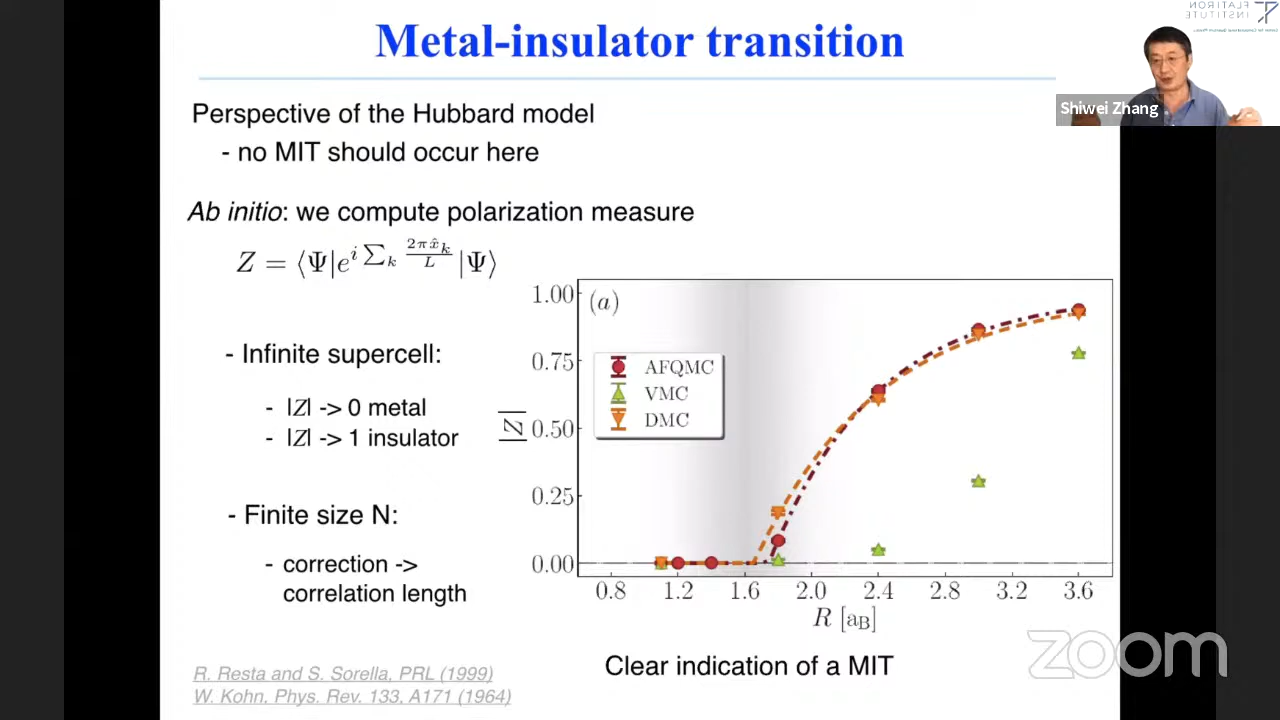 Metal-insulator transition
FLATIRON
INSTITUTE
Shiwei Zhang
Perspective of the Hubbard model
- no MIT should occur here
Ab initio: we compute polarization measure
Z = ⟨Ψ|e^{i ∑_k 2πx̂_k/L}|Ψ⟩
- Infinite supercell:
- |Z| -> 0 metal
- |Z| -> 1 insulator
- Finite size N:
- correction ->
correlation length
(a)
AFQMC
VMC
DMC
|Z|
1.00
0.75
0.50
0.25
0.00
0.8 1.2 1.6 2.0 2.4 2.8 3.2 3.6
R [a_B]
Clear indication of a MIT
R. Resta and S. Sorella, PRL (1999)
W. Kohn, Phys. Rev. 133, A171 (1964)
zoom